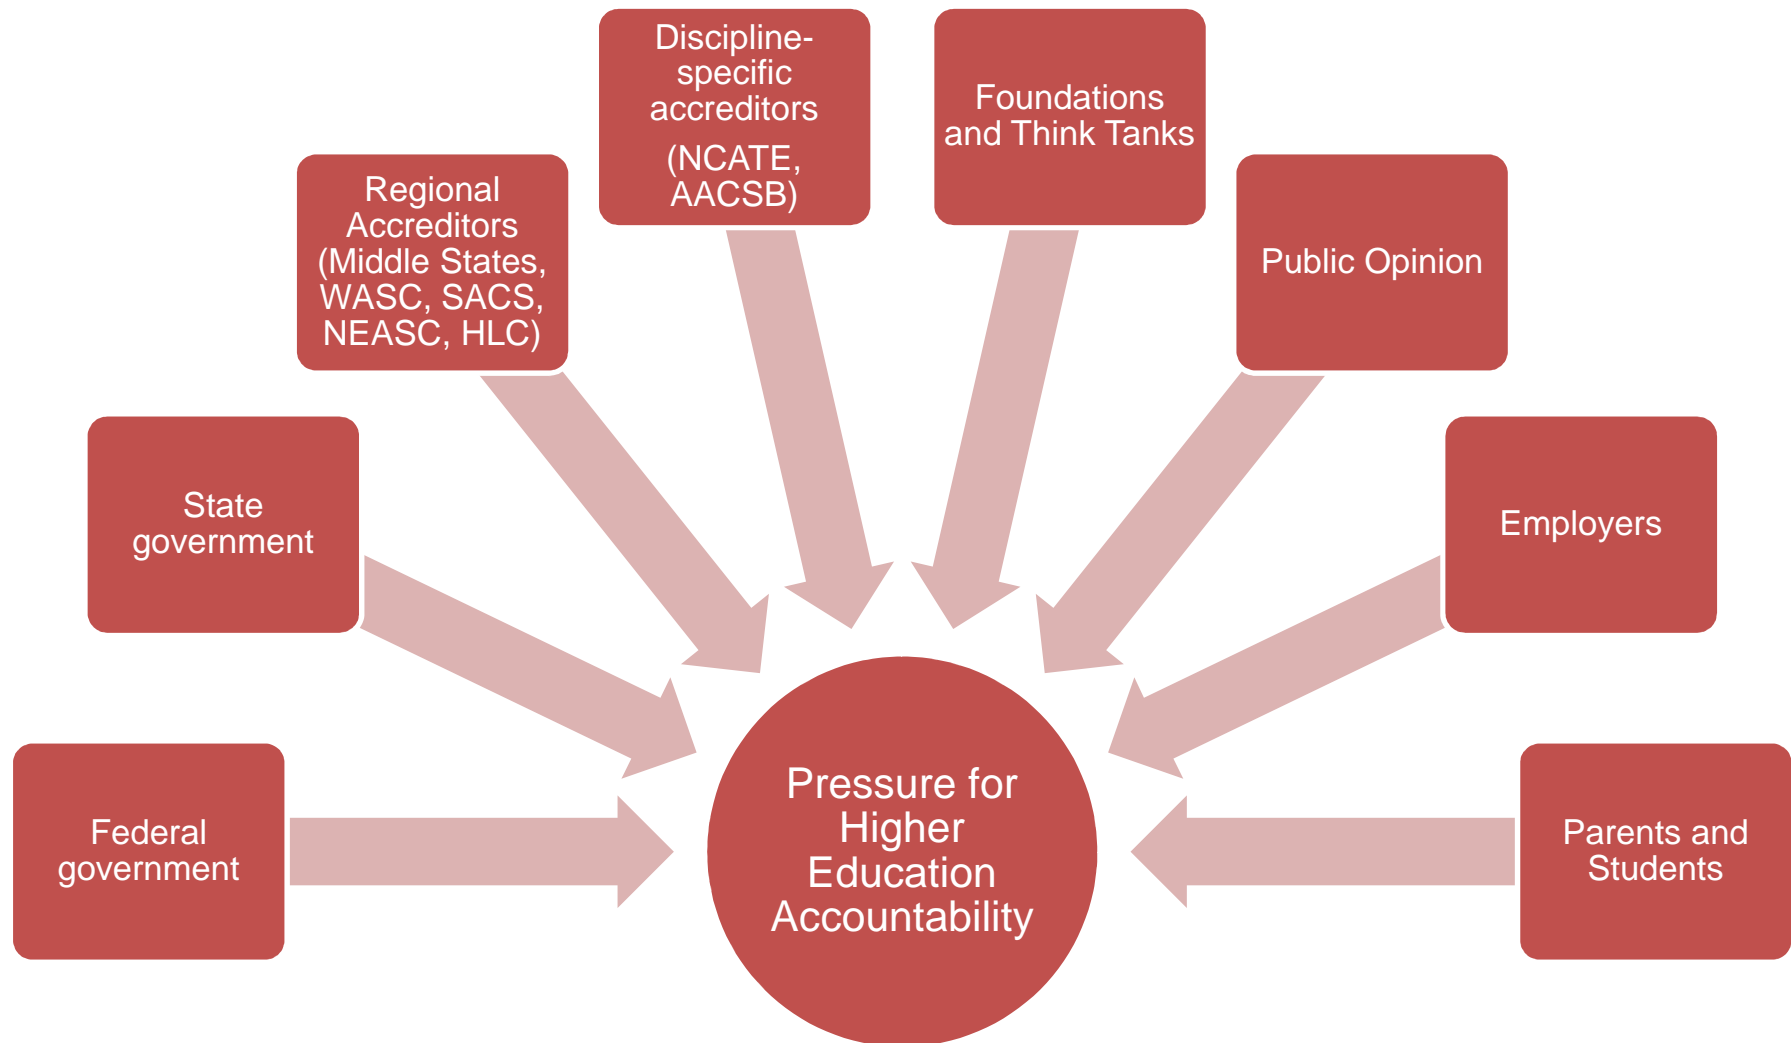 Discipline-
specific
accreditors
(NCATE,
AACSB)
Foundations
and Think Tanks
Regional
Accreditors
(Middle States,
WASC, SACS,
NEASC, HLC)
Public Opinion
State
government
Employers
Federal
government
Pressure for
Higher
Education
Accountability
Parents and
Students